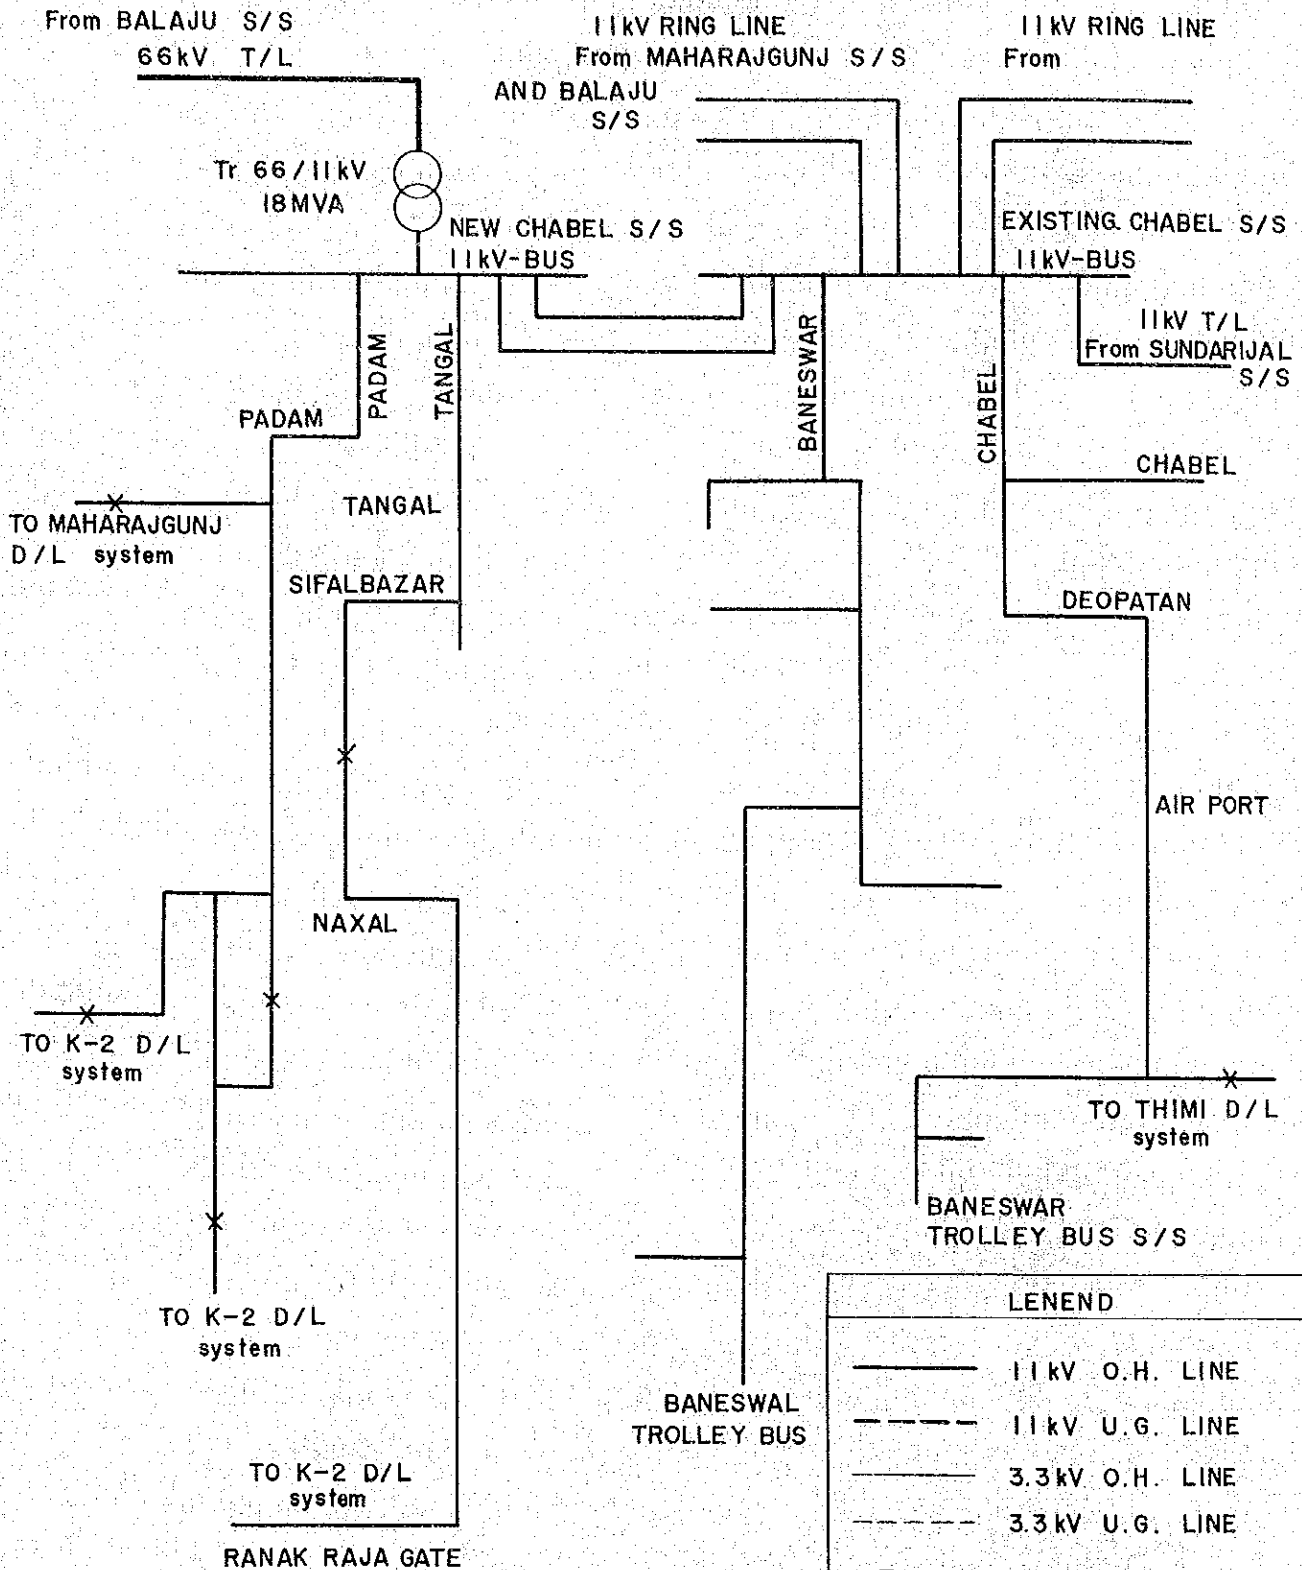 From BALAJU S/S
66kV T/L
11kV RING LINE
From MAHARAJGUNJ S/S
AND BALAJU
S/S
11kV RING LINE
From
Tr 66/11kV
18MVA
NEW CHABEL S/S
11kV-BUS
EXISTING CHABEL S/S
11kV-BUS
11kV T/L
From SUNDARIJAL
S/S
PADAM
TANGAL
BANESWAR
CHABEL
PADAM
CHABEL
TANGAL
TO MAHARAJGUNJ
D/L system
SIFALBAZAR
DEOPATAN
AIR PORT
NAXAL
TO K-2 D/L
system
TO THIMI D/L
system
BANESWAR
TROLLEY BUS S/S
TO K-2 D/L
system
BANESWAL
TROLLEY BUS
TO K-2 D/L
system
RANAK RAJA GATE
LENEND
11kV O.H. LINE
11kV U.G. LINE
3.3kV O.H. LINE
3.3kV U.G. LINE